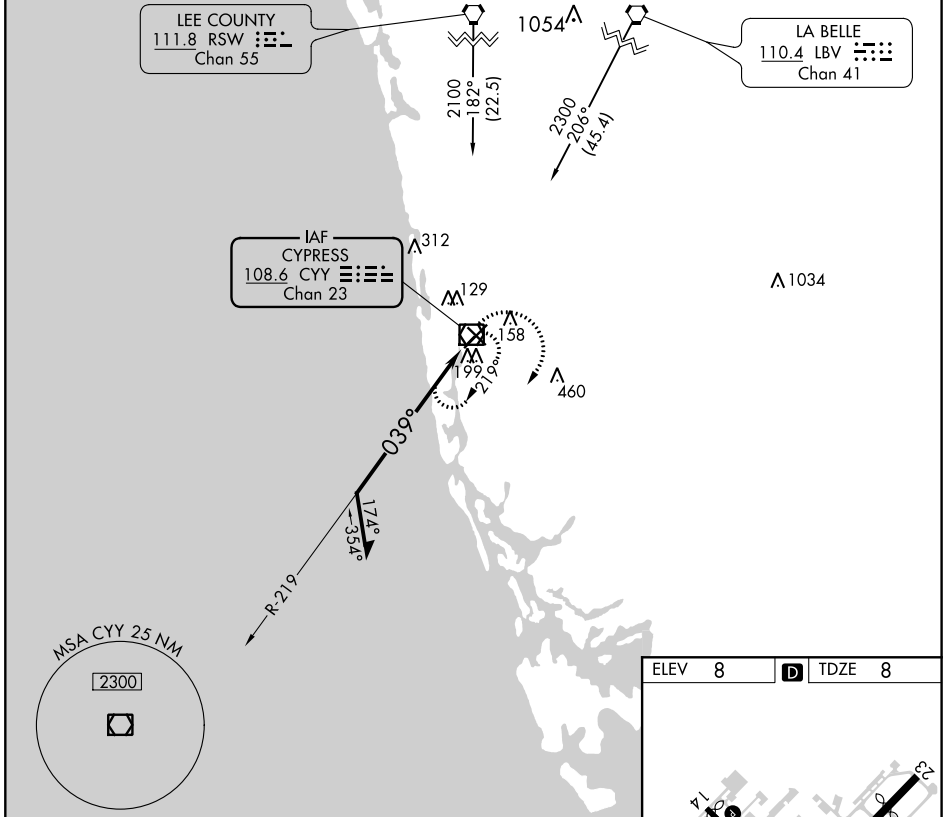 LEE COUNTY
111.8 RSW
Chan 55
1054
LA BELLE
110.4 LBV
Chan 41
2100
182°
(22.5)
2300
206°
(45.4)
IAF
CYPRESS
108.6 CYY
Chan 23
312
129
1034
158
199
219°
460
039°
174°
354°
R-219
MSA CYY 25 NM
2300
ELEV 8 D TDZE 8
14
A
23